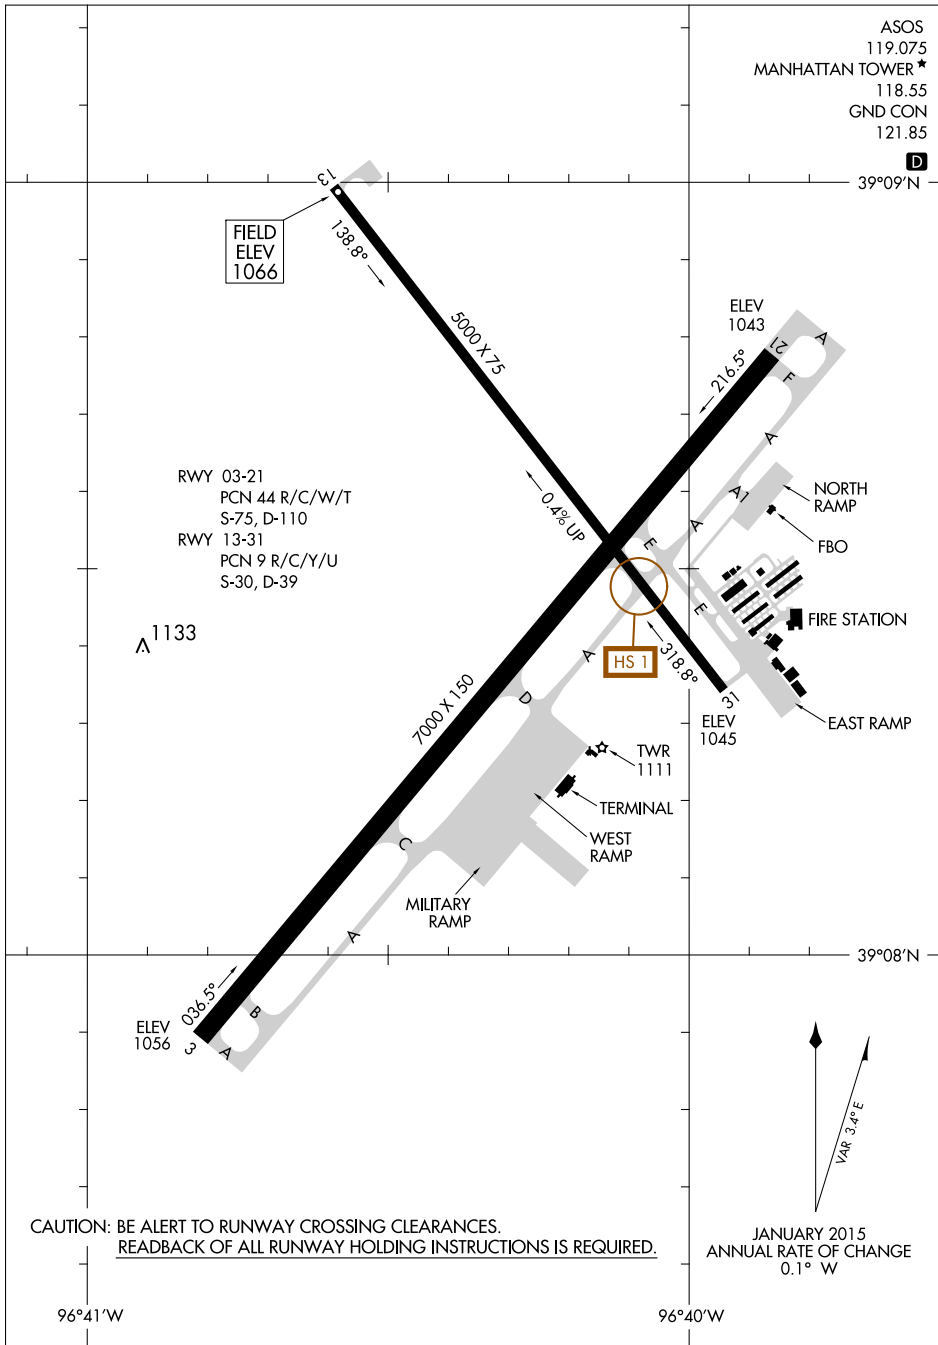 ASOS
119.075
MANHATTAN TOWER★
118.55
GND CON
121.85
D
39°09'N
13
FIELD
ELEV
1066
138.8°
5000 X 75
ELEV
1043
21
A
216.5°
F
A
RWY 03-21
PCN 44 R/C/W/T
S-75, D-110
RWY 13-31
PCN 9 R/C/Y/U
S-30, D-39
0.4% UP
A1
A
NORTH
RAMP
FBO
E
E
FIRE STATION
1133
HS 1
A
318.8°
31
ELEV
1045
EAST RAMP
7000 X 150
D
TWR
1111
TERMINAL
WEST
RAMP
C
MILITARY
RAMP
A
39°08'N
036.5°
B
ELEV
1056
3
A
VAR 3.4° E
CAUTION: BE ALERT TO RUNWAY CROSSING CLEARANCES.
READBACK OF ALL RUNWAY HOLDING INSTRUCTIONS IS REQUIRED.
JANUARY 2015
ANNUAL RATE OF CHANGE
0.1° W
96°41'W
96°40'W